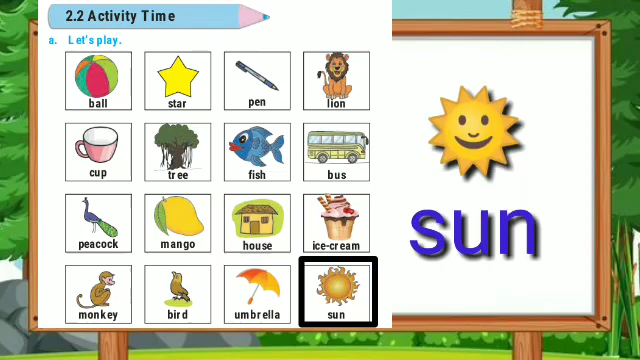 2.2 Activity Time
a. Let's play.
ball star pen lion
cup tree fish bus
peacock mango house ice-cream
monkey bird umbrella sun
sun